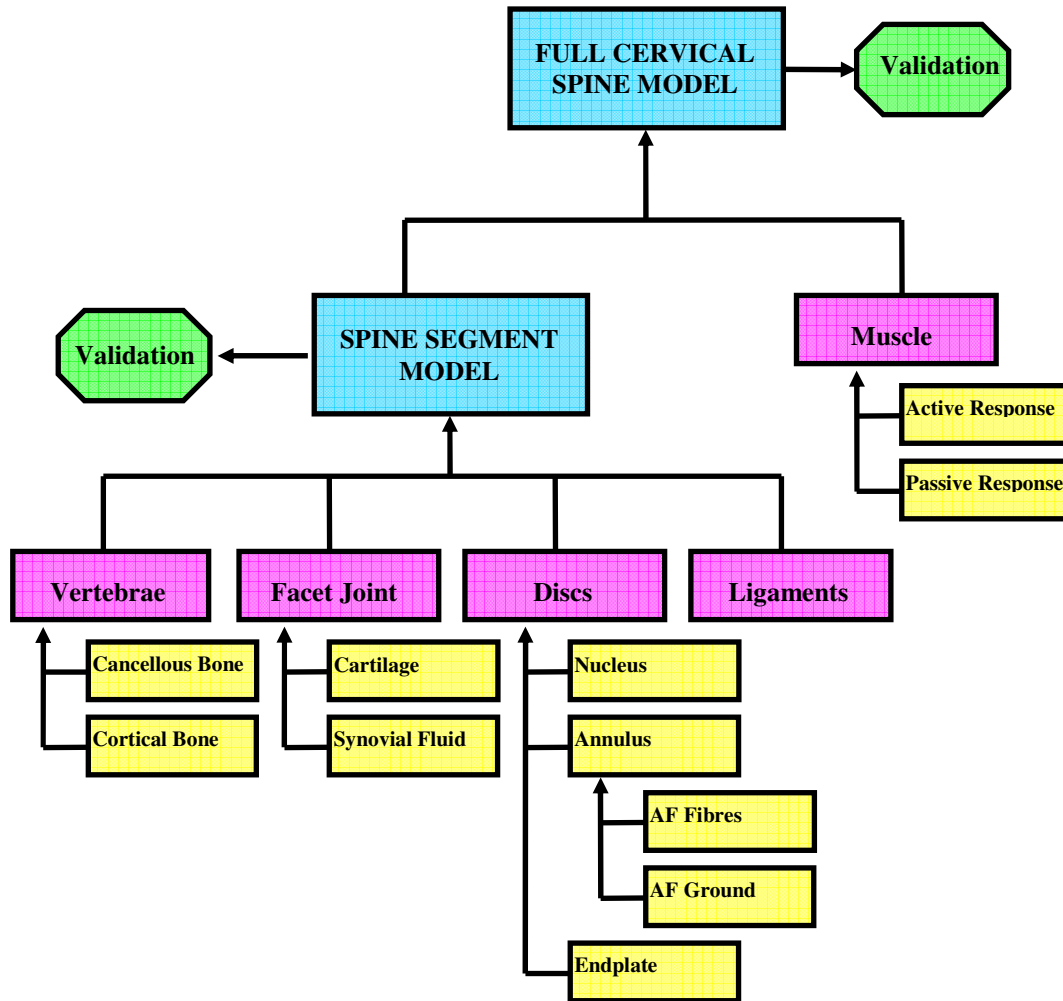 FULL CERVICAL
SPINE MODEL
Validation
SPINE SEGMENT
MODEL
Validation
Muscle
Active Response
Passive Response
Vertebrae
Facet Joint
Discs
Ligaments
Cancellous Bone
Cartilage
Nucleus
Cortical Bone
Synovial Fluid
Annulus
AF Fibres
AF Ground
Endplate